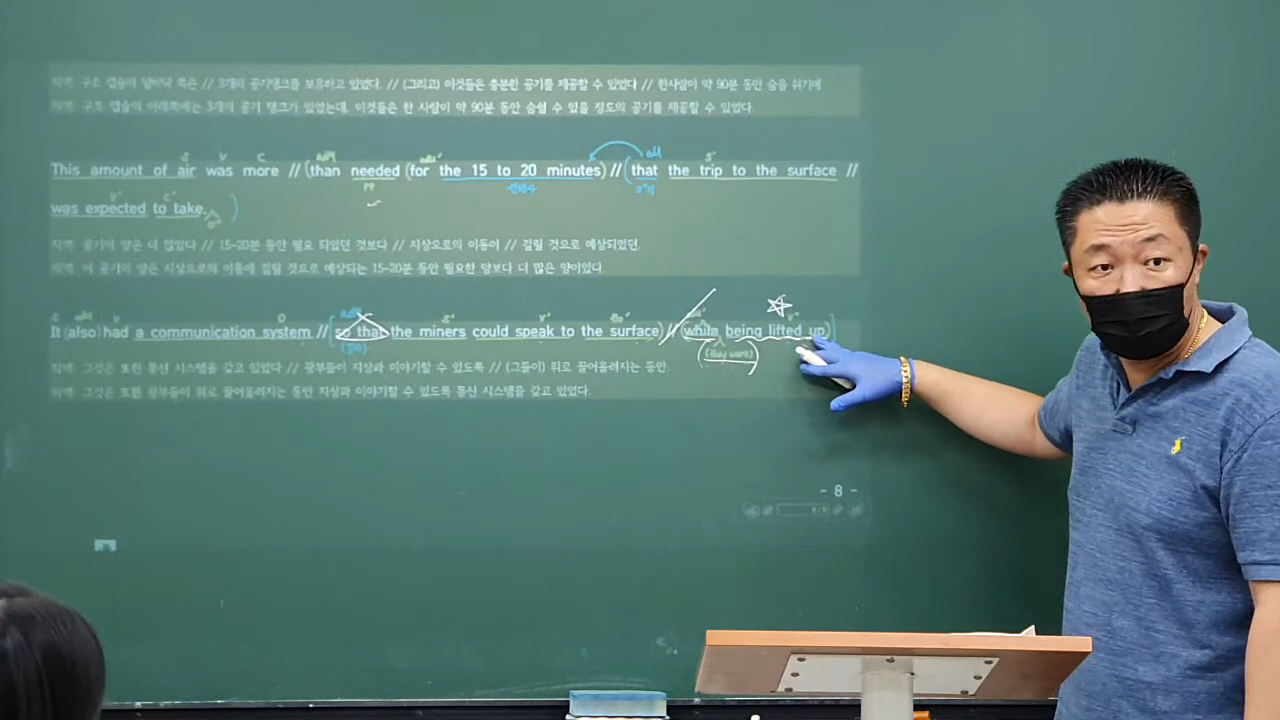 직역: 구조 캡슐의 밑바닥 쪽은 // 3개의 공기탱크를 보유하고 있었다. // (그리고) 이것들은 충분한 공기를 제공할 수 있었다 // 한사람이 약 90분 동안 숨을 쉬기에
의역: 구조 캡슐의 아래쪽에는 3개의 공기 탱크가 있었는데, 이것들은 한 사람이 약 90분 동안 숨쉴 수 있을 정도의 공기를 제공할 수 있었다.
S V C
This amount of air was more // (than needed (for the 15 to 20 minutes) // (that the trip to the surface //
PP
was expected to take.)
직역: 공기의 양은 더 많았다 // 15-20분 동안 필요 되었던 것보다 // 지상으로의 이동이 // 걸릴 것으로 예상되었던.
의역: 이 공기의 양은 지상으로의 이동에 걸릴 것으로 예상되는 15-20분 동안 필요한 양보다 더 많은 양이었다.
S V O
It (also) had a communication system // [so that the miners could speak to the surface) // (while being lifted up)]
(they were)
직역: 그것은 또한 통신 시스템을 갖고 있었다 // 광부들이 지상과 이야기할 수 있도록 // (그들이) 위로 끌어올려지는 동안.
의역: 그것은 또한 광부들이 위로 끌어올려지는 동안 지상과 이야기할 수 있도록 통신 시스템을 갖고 있었다.
- 8 -